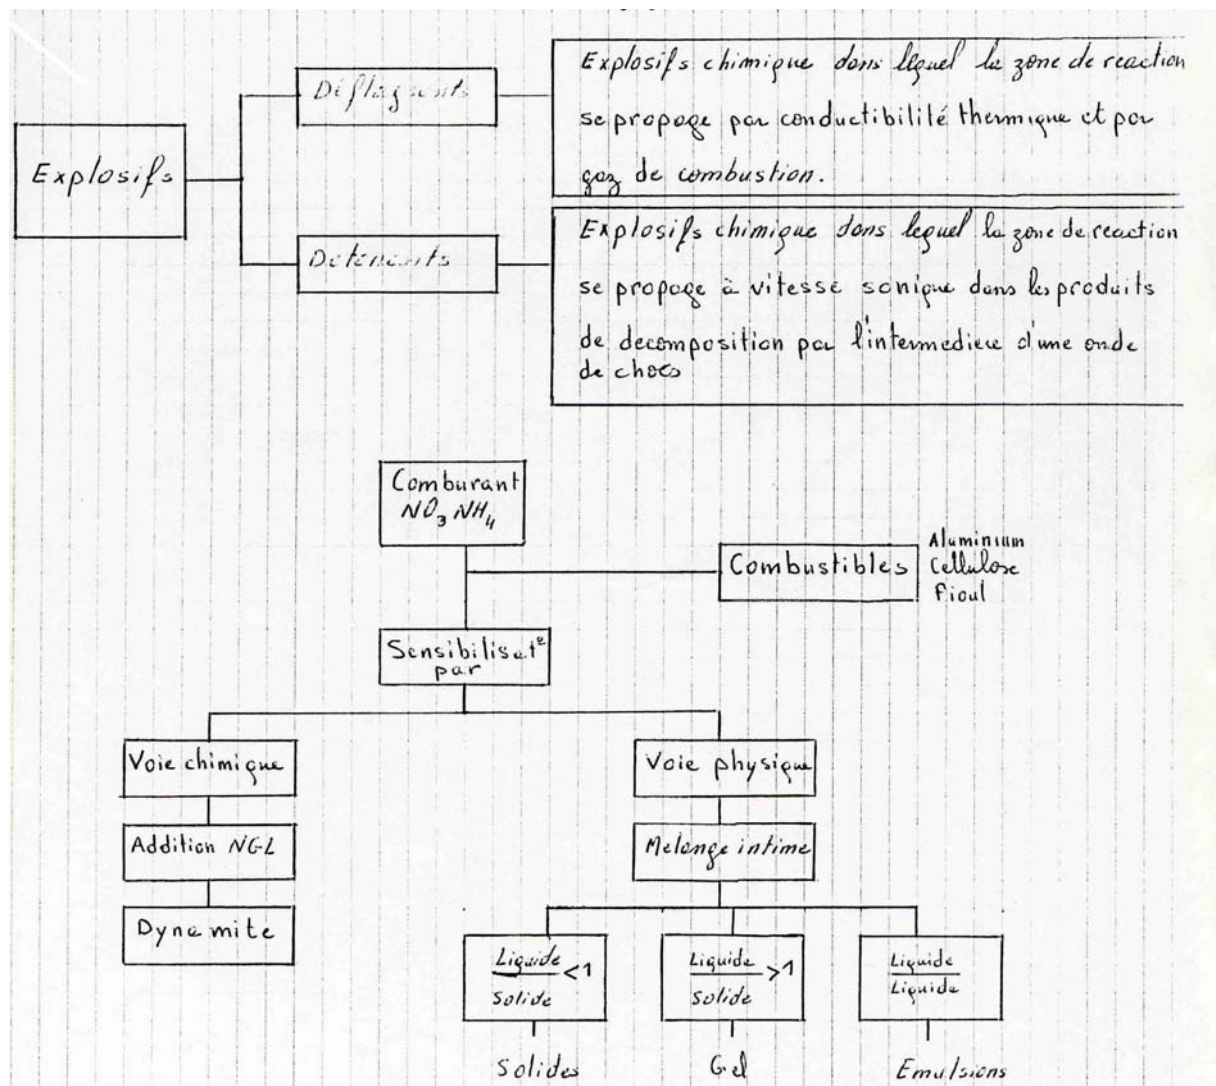 Explosifs
Déflagrants
Explosifs chimique dans lequel la zone de reaction
se propage par conductibilité thermique et par
gaz de combustion.
Detonants
Explosifs chimique dans lequel la zone de reaction
se propage à vitesse sonique dans les produits
de decomposition par l'intermediere d'une onde
de chocs
Comburant
NO₃NH₄
Combustibles
Aluminium
Cellulose
Fioul
Sensibilisatº
par
Voie chimique
Voie physique
Addition NGL
Melange intime
Dynamite
Liquide
Solide
<1
Liquide
Solide
>1
Liquide
Liquide
Solides
Gel
Emulsions